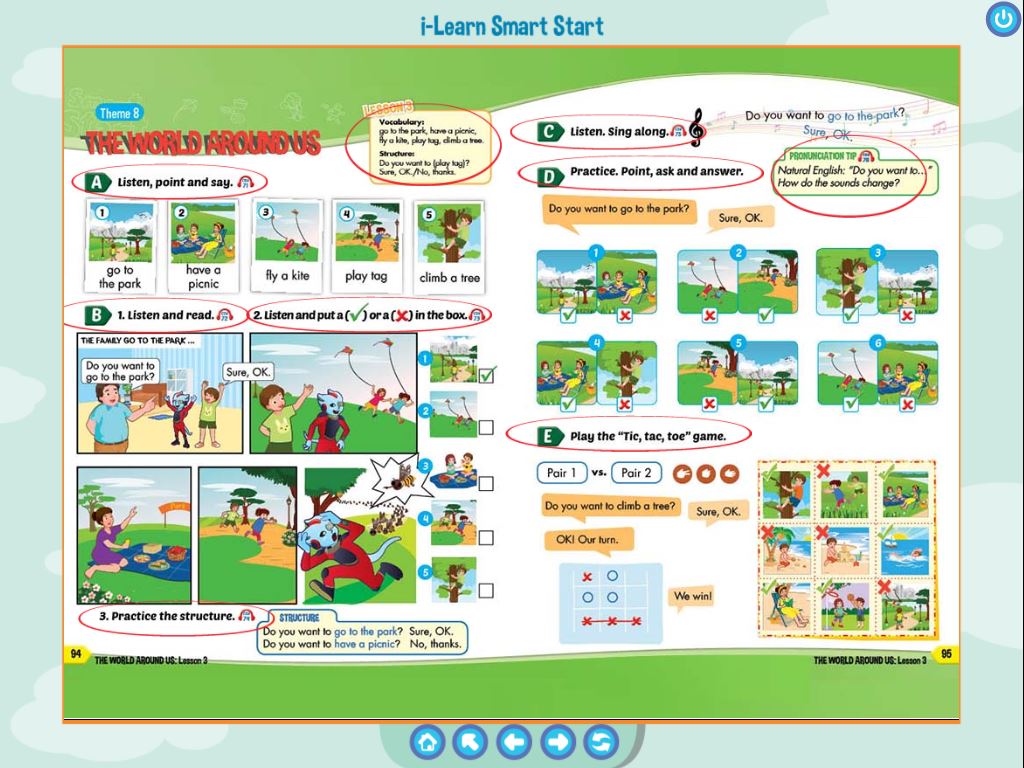 i-Learn Smart Start
Theme 8
THE WORLD AROUND US
LESSON 3
Vocabulary:
go to the park, have a picnic,
fly a kite, play tag, climb a tree.
Structure:
Do you want to (play tag)?
Sure, OK./No, thanks.
A Listen, point and say.
1
2
3
4
5
go to
the park
have a
picnic
fly a kite
play tag
climb a tree
B 1. Listen and read.
2. Listen and put a (✓) or a (✗) in the box.
THE FAMILY GO TO THE PARK ...
Do you want to
go to the park?
Sure, OK.
1
2
3
4
5
3. Practice the structure.
STRUCTURE
Do you want to go to the park? Sure, OK.
Do you want to have a picnic? No, thanks.
94
THE WORLD AROUND US: Lesson 3
C Listen. Sing along.
Do you want to go to the park?
Sure, OK.
PRONUNCIATION TIP
Natural English: "Do you want to..."
How do the sounds change?
D Practice. Point, ask and answer.
Do you want to go to the park?
Sure, OK.
1
2
3
4
5
6
E Play the "Tic, tac, toe" game.
Pair 1 vs. Pair 2
Do you want to climb a tree?
Sure, OK.
OK! Our turn.
We win!
THE WORLD AROUND US: Lesson 3
95